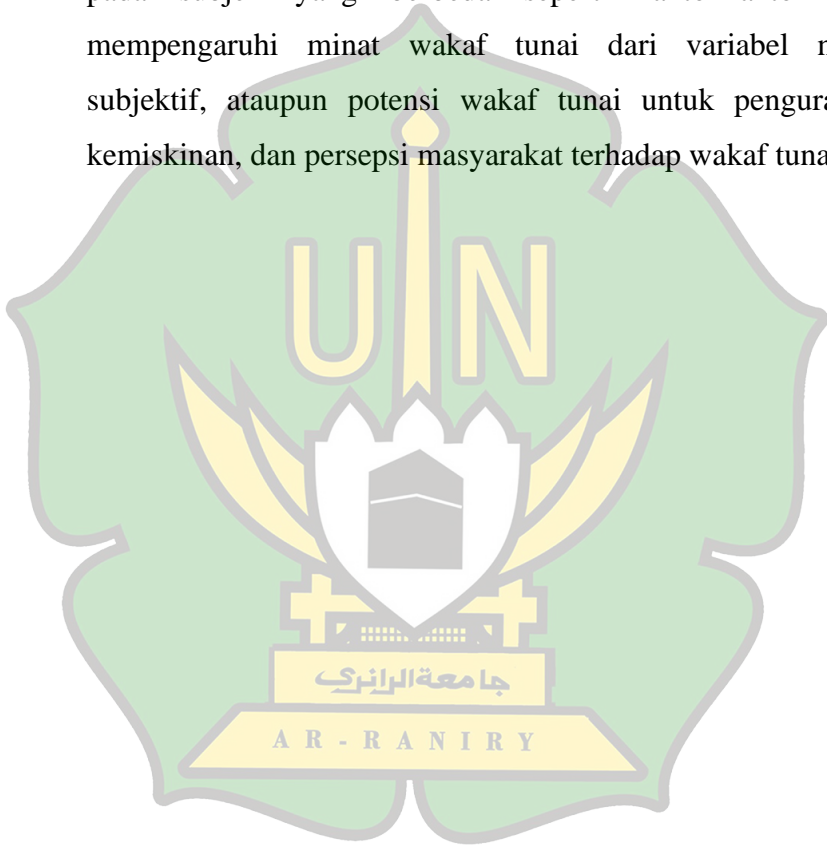 mempengaruhi minat wakaf tunai dari variabel
subjektif, ataupun potensi wakaf tunai untuk
kemiskinan, dan persepsi masyarakat terhadap wakaf
UIN
جامعة الرانري
AR-RANIRY